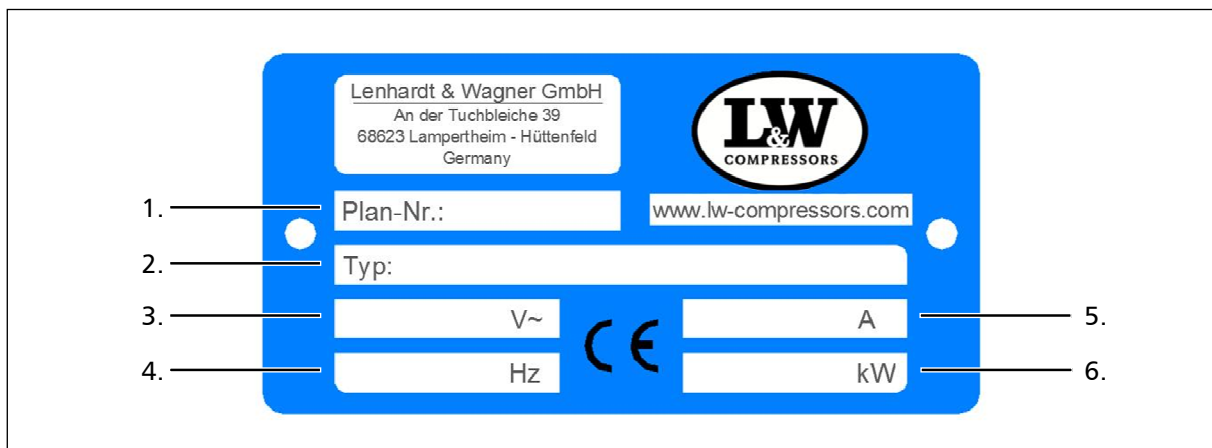 Lenhardt & Wagner GmbH
An der Tuchbleiche 39
68623 Lampertheim - Hüttenfeld
Germany
L&W
COMPRESSORS
1. Plan-Nr.:
www.lw-compressors.com
2. Typ:
3. V~
CE
A 5.
4. Hz
kW 6.